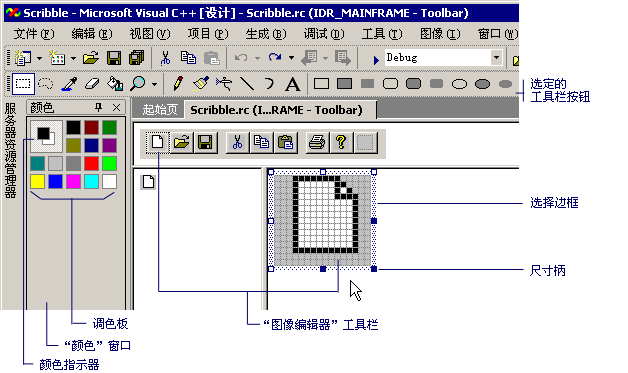 Scribble - Microsoft Visual C++ [设计] - Scribble.rc (IDR_MAINFRAME - Toolbar)
文件(F) 编辑(E) 视图(V) 项目(P) 生成(B) 调试(D) 工具(T) 图像(I) 窗口(W)
Debug
选定的
工具栏按钮
服务器资源管理器
颜色
起始页 Scribble.rc (I...RAME - Toolbar)
选择边框
尺寸柄
调色板
“图像编辑器”工具栏
“颜色”窗口
颜色指示器